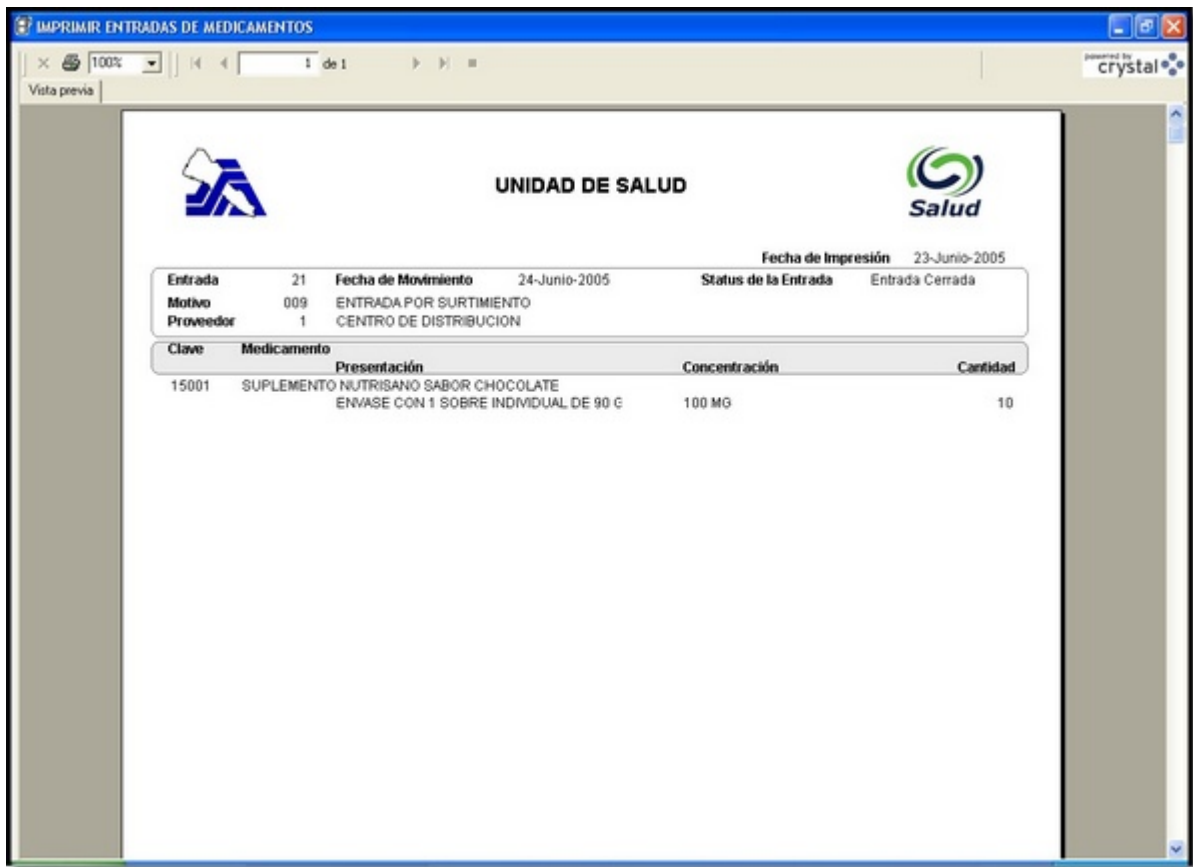 IMPRIMIR ENTRADAS DE MEDICAMENTOS
100% 1 de 1
powered by crystal
Vista previa
UNIDAD DE SALUD
Salud
Fecha de Impresión 23-Junio-2005
Entrada 21 Fecha de Movimiento 24-Junio-2005 Status de la Entrada Entrada Cerrada
Motivo 009 ENTRADA POR SURTIMIENTO
Proveedor 1 CENTRO DE DISTRIBUCION
Clave Medicamento
Presentación Concentración Cantidad
15001 SUPLEMENTO NUTRISANO SABOR CHOCOLATE
ENVASE CON 1 SOBRE INDIVIDUAL DE 90 G 100 MG 10